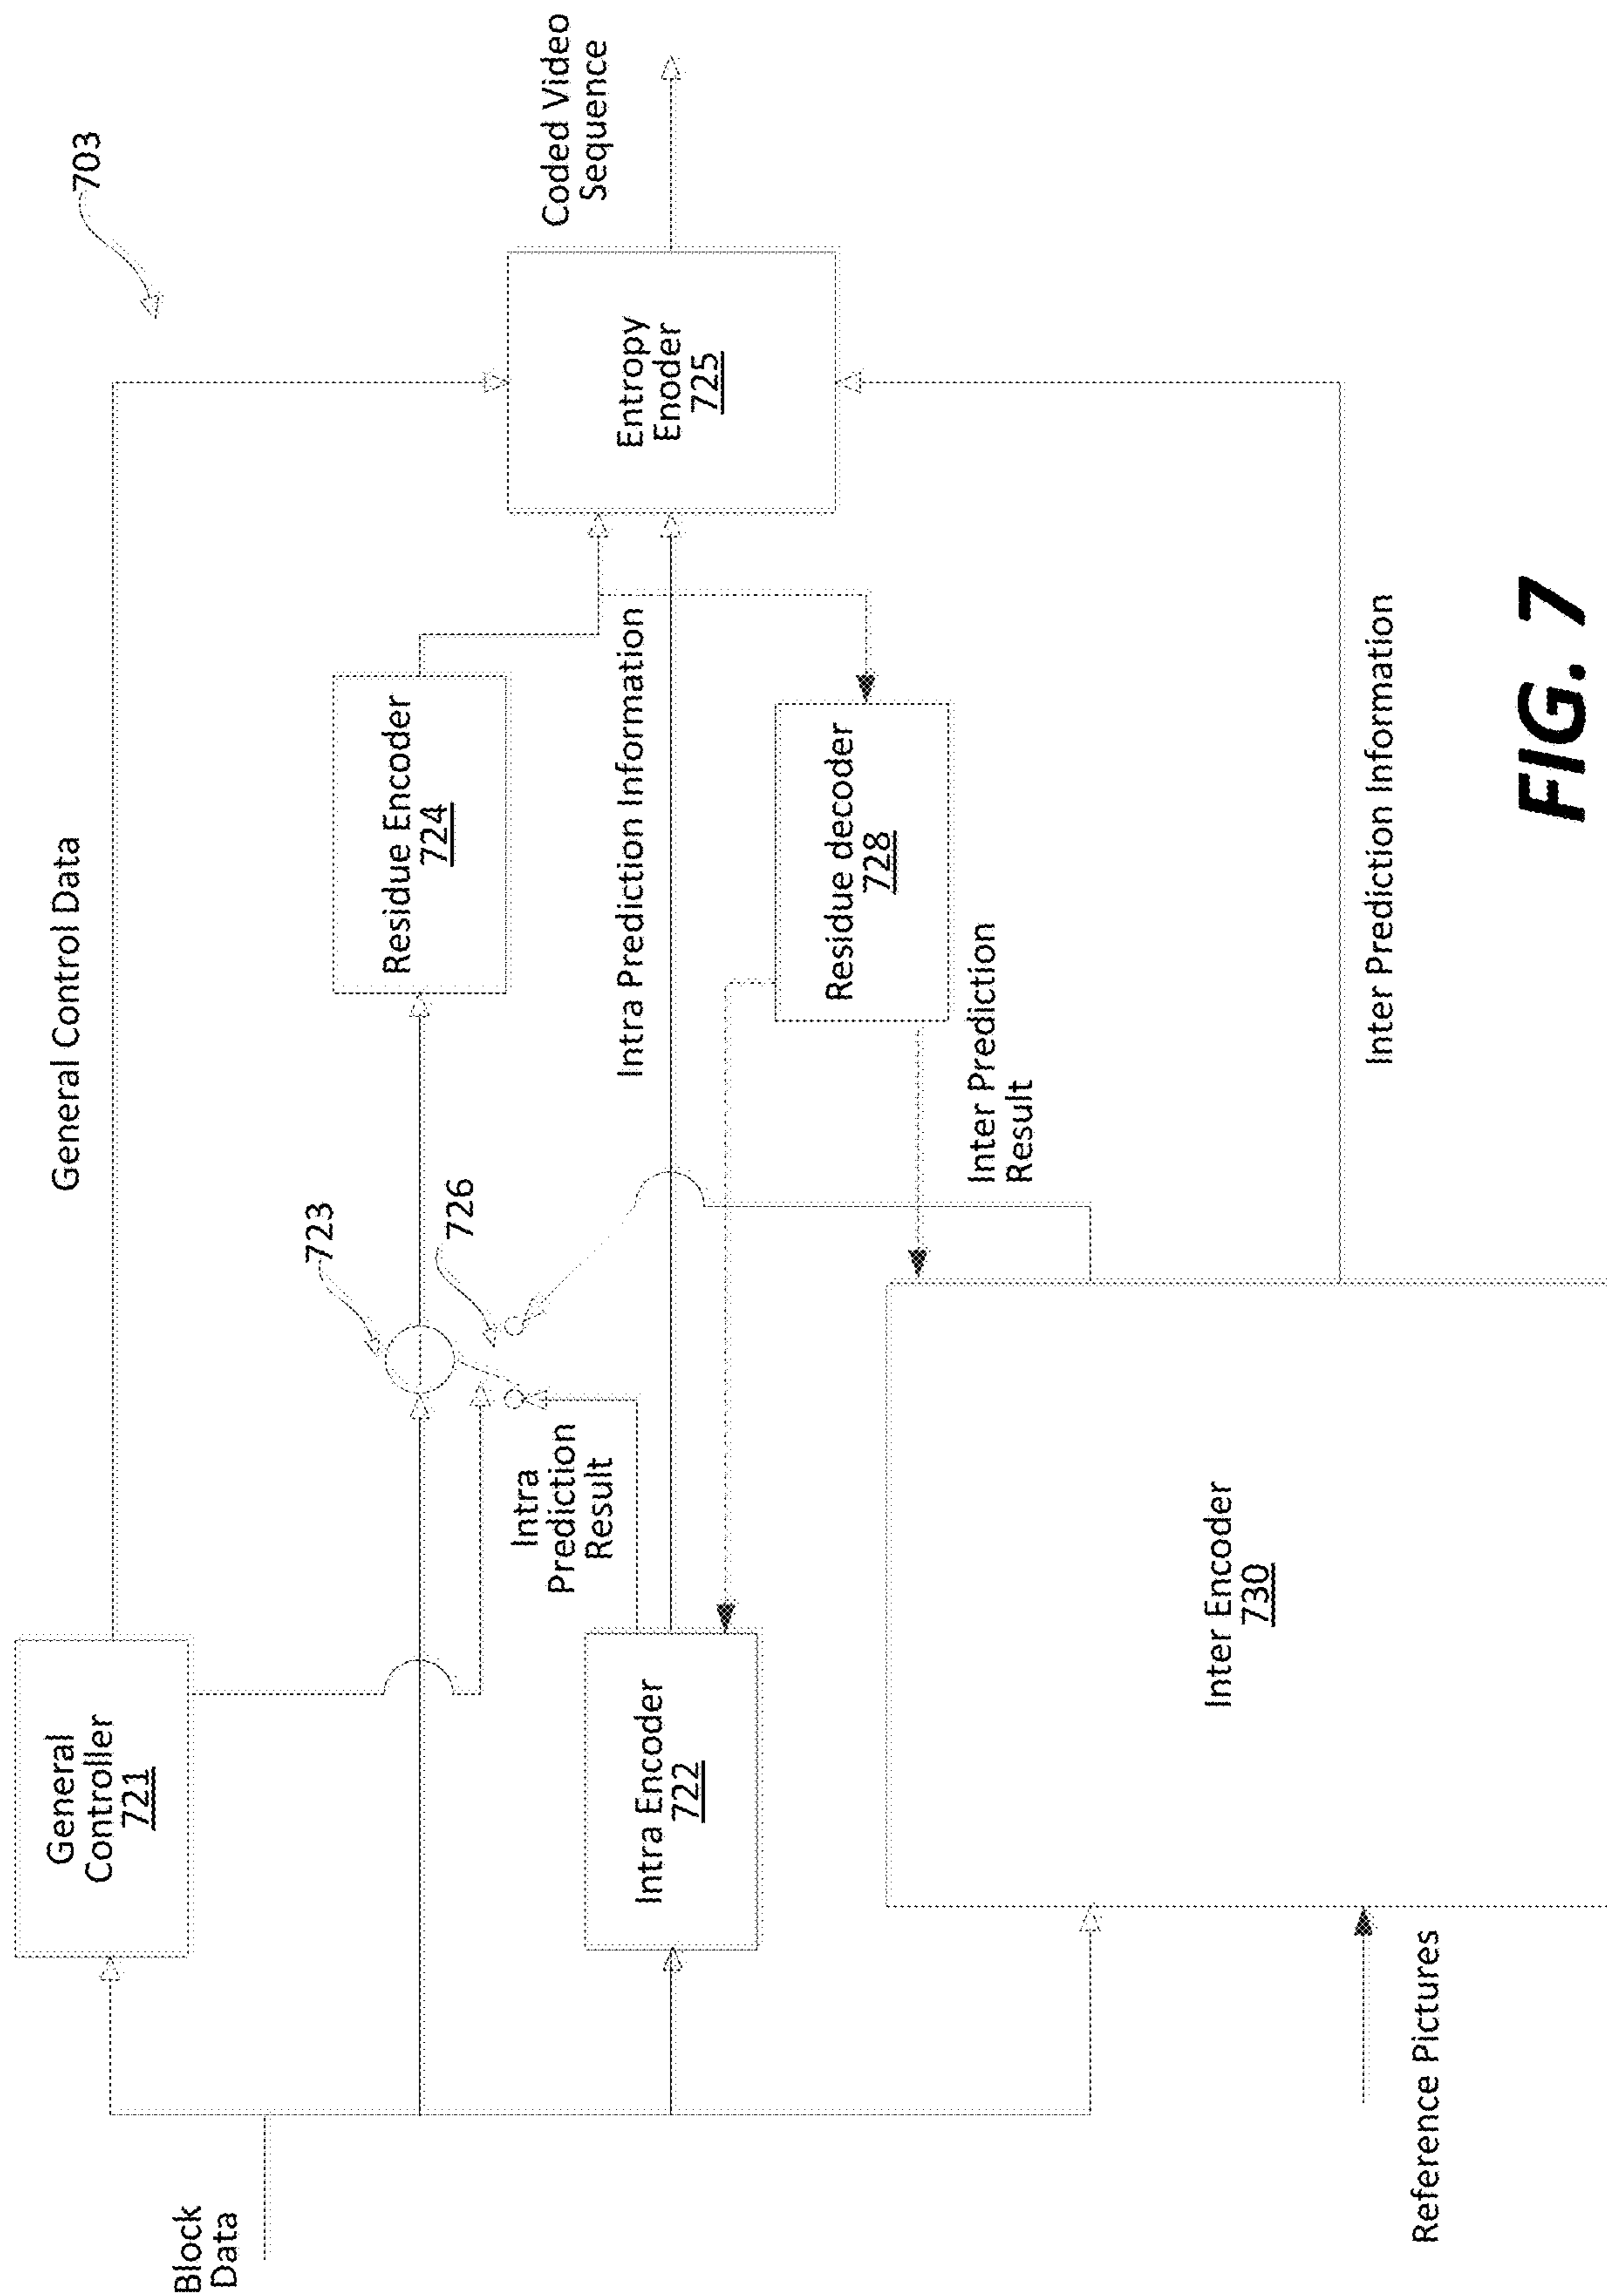 703
General Control Data
General
Controller
721
Block
Data
723
726
Residue Encoder
724
Coded Video
Sequence
Entropy
Enoder
725
Intra
Prediction
Result
Intra Prediction Information
Intra Encoder
722
Residue decoder
728
Inter Prediction
Result
Inter Encoder
730
Inter Prediction Information
Reference Pictures
FIG. 7